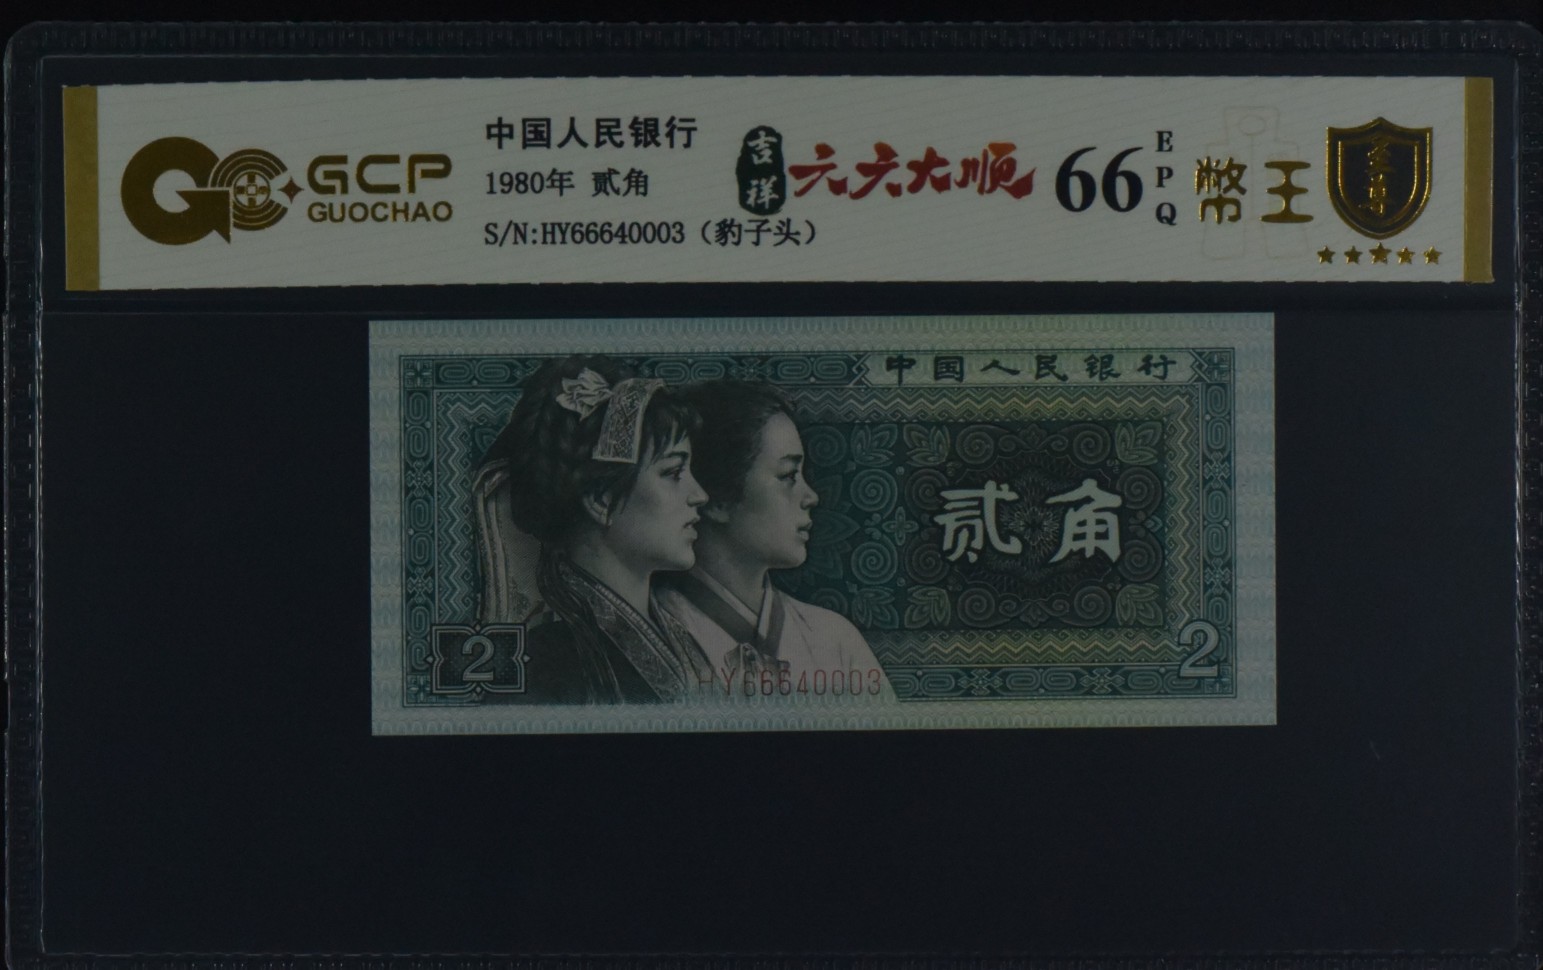 GCP
GUOCHAO
中国人民银行
1980年 贰角
S/N:HY66640003（豹子头）
吉祥
六六大顺
66
EPQ
幣王
至尊
中国人民银行
贰角
2
2
HY66640003